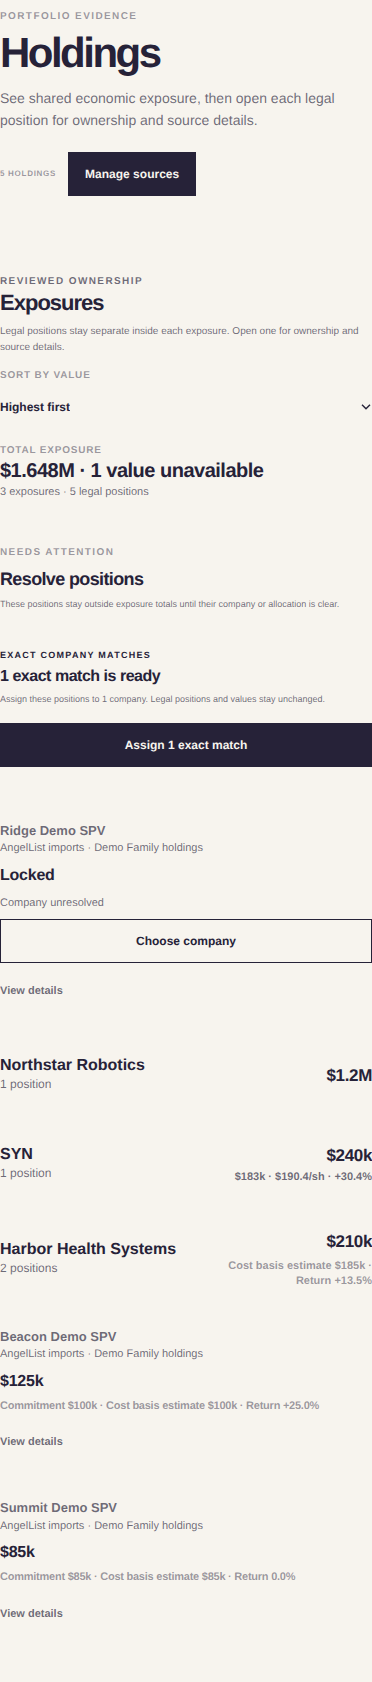 PORTFOLIO EVIDENCE
Holdings
See shared economic exposure, then open each legal
position for ownership and source details.
5 HOLDINGS
Manage sources
REVIEWED OWNERSHIP
Exposures
Legal positions stay separate inside each exposure. Open one for ownership and
source details.
SORT BY VALUE
Highest first
TOTAL EXPOSURE
$1.648M · 1 value unavailable
3 exposures · 5 legal positions
NEEDS ATTENTION
Resolve positions
These positions stay outside exposure totals until their company or allocation is clear.
EXACT COMPANY MATCHES
1 exact match is ready
Assign these positions to 1 company. Legal positions and values stay unchanged.
Assign 1 exact match
Ridge Demo SPV
AngelList imports · Demo Family holdings
Locked
Company unresolved
Choose company
View details
Northstar Robotics
1 position
$1.2M
SYN
1 position
$240k
$183k · $190.4/sh · +30.4%
Harbor Health Systems
2 positions
$210k
Cost basis estimate $185k ·
Return +13.5%
Beacon Demo SPV
AngelList imports · Demo Family holdings
$125k
Commitment $100k · Cost basis estimate $100k · Return +25.0%
View details
Summit Demo SPV
AngelList imports · Demo Family holdings
$85k
Commitment $85k · Cost basis estimate $85k · Return 0.0%
View details